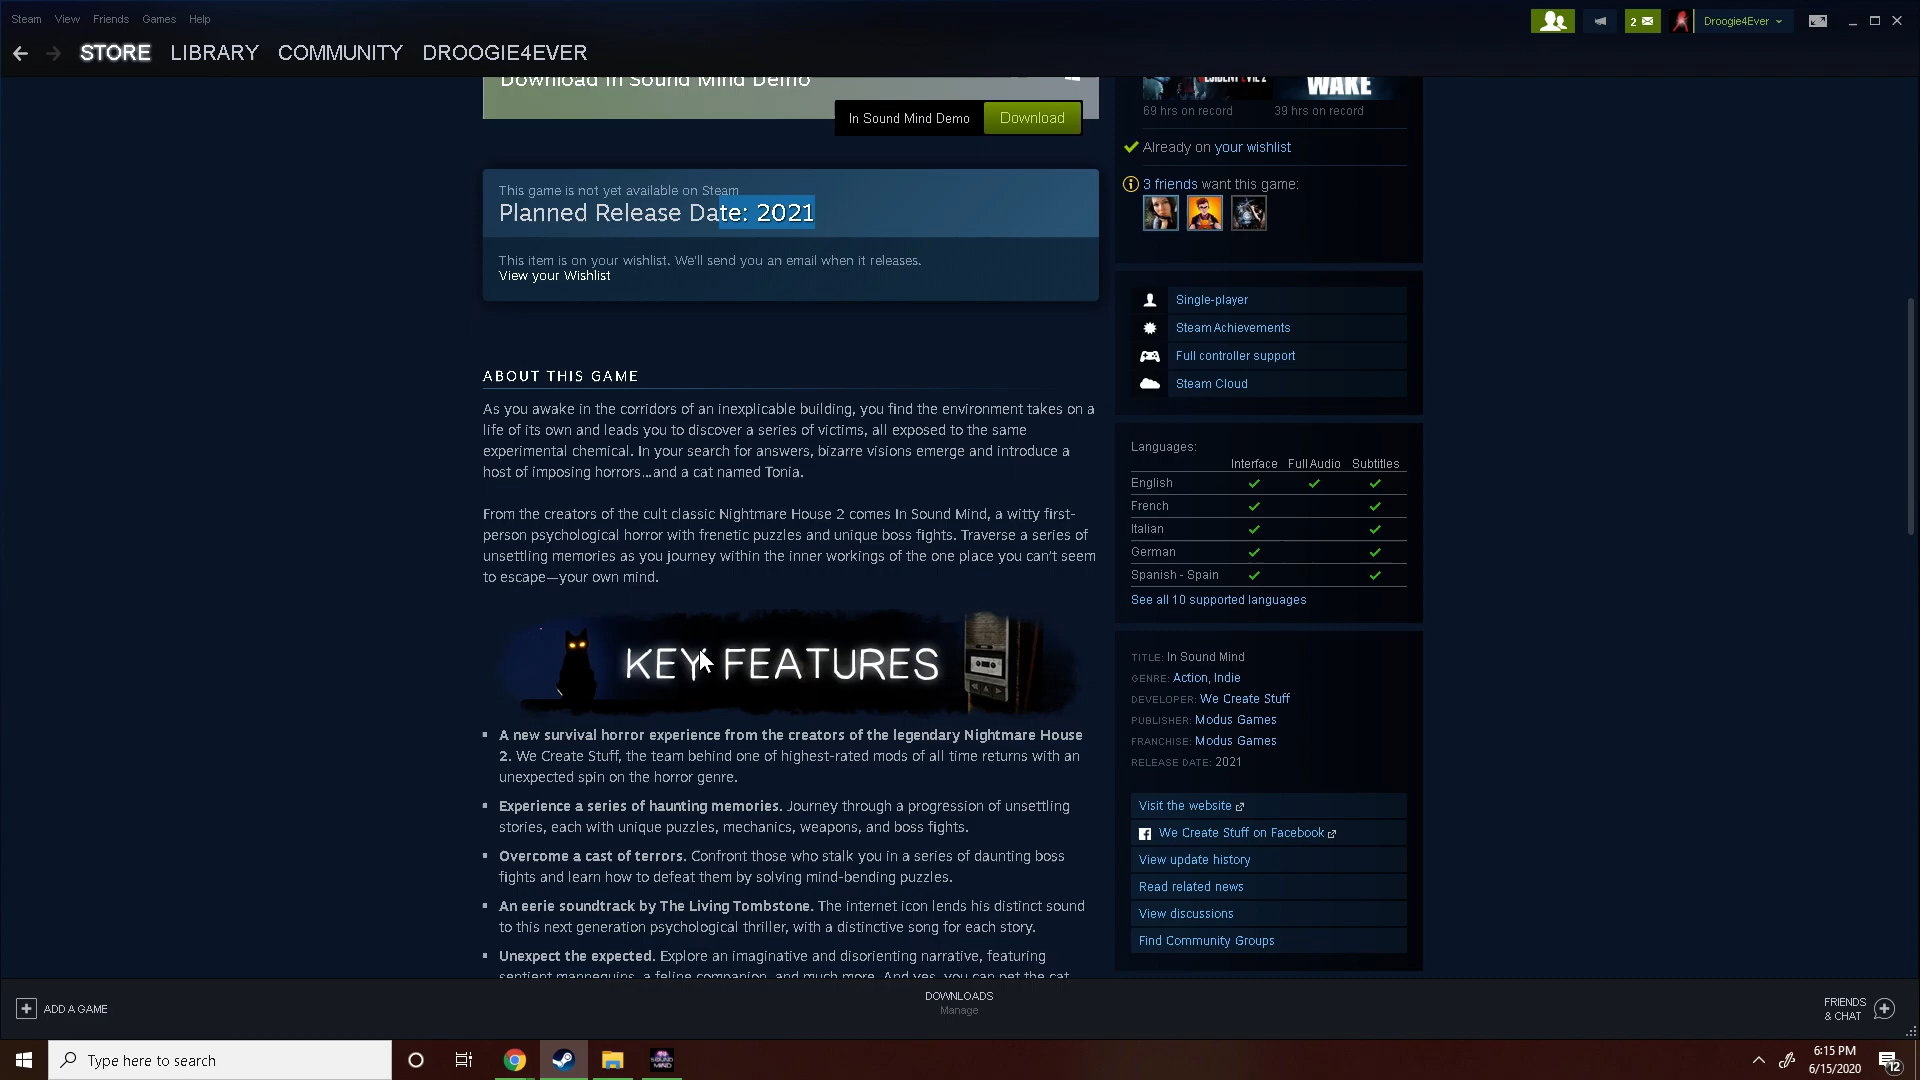 Steam View Friends Games Help
2 Droogie4Ever
STORE LIBRARY COMMUNITY DROOGIE4EVER
Download In Sound Mind Demo
In Sound Mind Demo Download
This game is not yet available on Steam
Planned Release Date: 2021
This item is on your wishlist. We'll send you an email when it releases.
View your Wishlist
ABOUT THIS GAME
As you awake in the corridors of an inexplicable building, you find the environment takes on a
life of its own and leads you to discover a series of victims, all exposed to the same
experimental chemical. In your search for answers, bizarre visions emerge and introduce a
host of imposing horrors...and a cat named Tonia.
From the creators of the cult classic Nightmare House 2 comes In Sound Mind, a witty first-
person psychological horror with frenetic puzzles and unique boss fights. Traverse a series of
unsettling memories as you journey within the inner workings of the one place you can't seem
to escape—your own mind.
KEY FEATURES
▪ A new survival horror experience from the creators of the legendary Nightmare House
2. We Create Stuff, the team behind one of highest-rated mods of all time returns with an
unexpected spin on the horror genre.
▪ Experience a series of haunting memories. Journey through a progression of unsettling
stories, each with unique puzzles, mechanics, weapons, and boss fights.
▪ Overcome a cast of terrors. Confront those who stalk you in a series of daunting boss
fights and learn how to defeat them by solving mind-bending puzzles.
▪ An eerie soundtrack by The Living Tombstone. The internet icon lends his distinct sound
to this next generation psychological thriller, with a distinctive song for each story.
▪ Unexpect the expected. Explore an imaginative and disorienting narrative, featuring
sentient mannequins, a feline companion, and much more. And yes, you can pet the cat
RESIDENT EVIL 2 WAKE
69 hrs on record 39 hrs on record
Already on your wishlist
3 friends want this game:
Single-player
Steam Achievements
Full controller support
Steam Cloud
Languages:
Interface Full Audio Subtitles
English ✓ ✓ ✓
French ✓ ✓
Italian ✓ ✓
German ✓ ✓
Spanish - Spain ✓ ✓
See all 10 supported languages
TITLE: In Sound Mind
GENRE: Action, Indie
DEVELOPER: We Create Stuff
PUBLISHER: Modus Games
FRANCHISE: Modus Games
RELEASE DATE: 2021
Visit the website
We Create Stuff on Facebook
View update history
Read related news
View discussions
Find Community Groups
ADD A GAME
DOWNLOADS
Manage
FRIENDS
& CHAT
Type here to search
SOUND
MIND
6:15 PM
6/15/2020
12